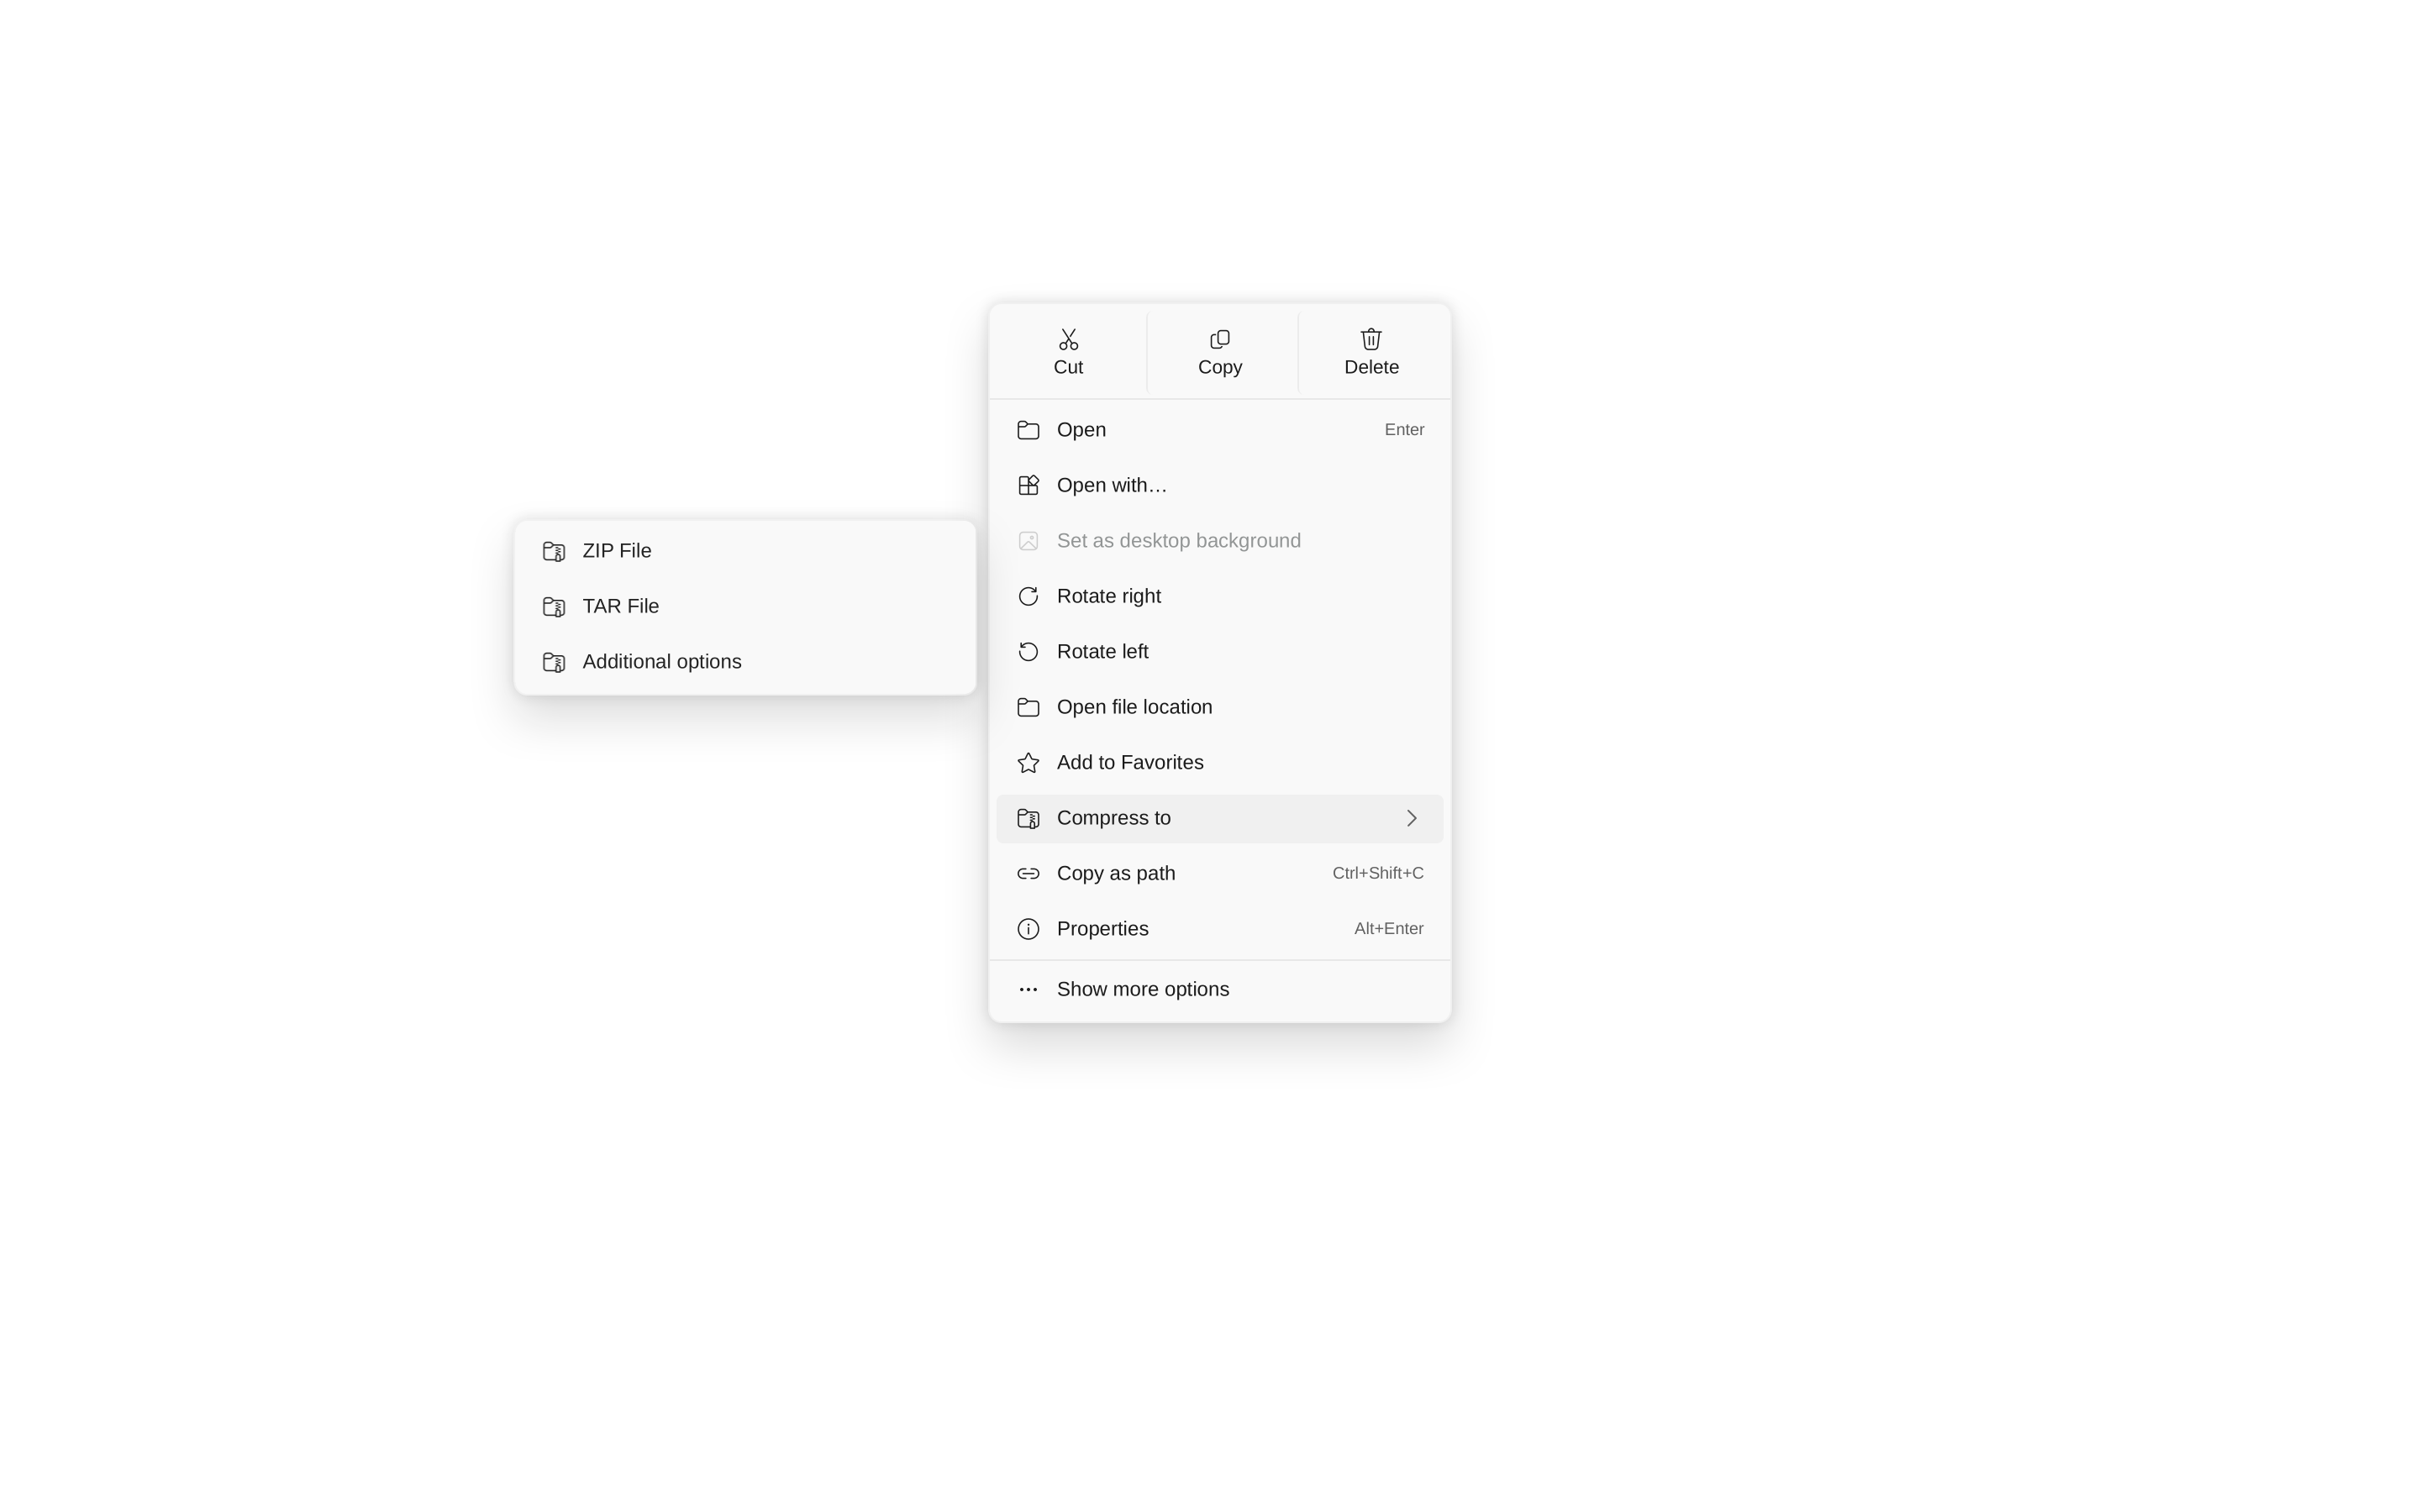 Cut
Copy
Delete
Open Enter
Open with…
Set as desktop background
Rotate right
Rotate left
Open file location
Add to Favorites
Compress to
Copy as path Ctrl+Shift+C
Properties Alt+Enter
Show more options
ZIP File
TAR File
Additional options